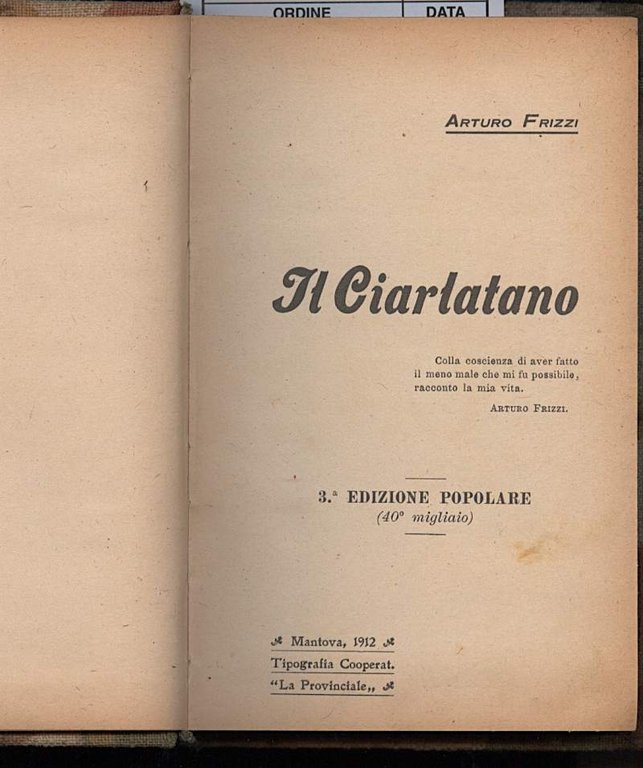 ORDINE DATA
ARTURO FRIZZI
Il Ciarlatano
Colla coscienza di aver fatto
il meno male che mi fu possibile,
racconto la mia vita.
ARTURO FRIZZI.
3.ª EDIZIONE POPOLARE
(40° migliaio)
Mantova, 1912
Tipografia Cooperat.
“La Provinciale„